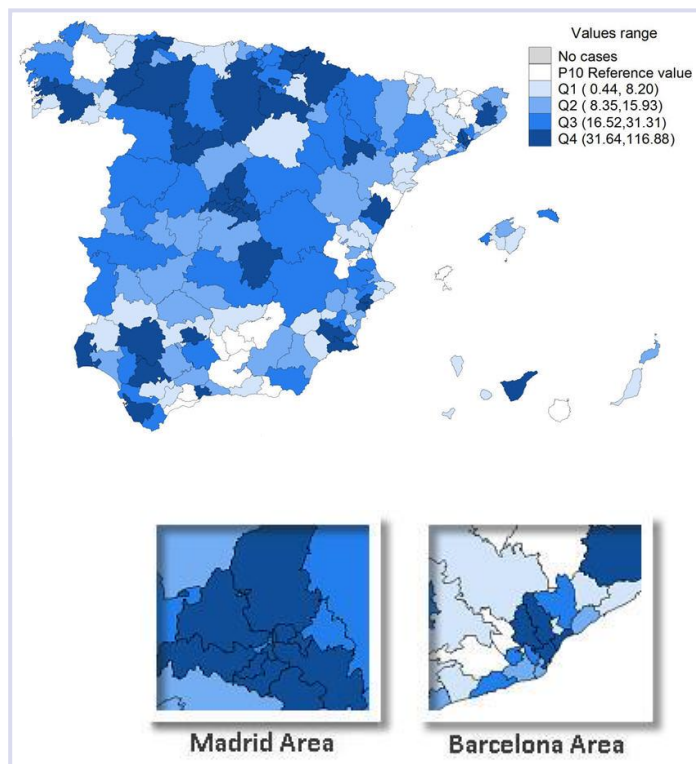 Values range
No cases
P10 Reference value
Q1 ( 0.44, 8.20)
Q2 ( 8.35,15.93)
Q3 (16.52,31.31)
Q4 (31.64,116.88)
Madrid Area
Barcelona Area